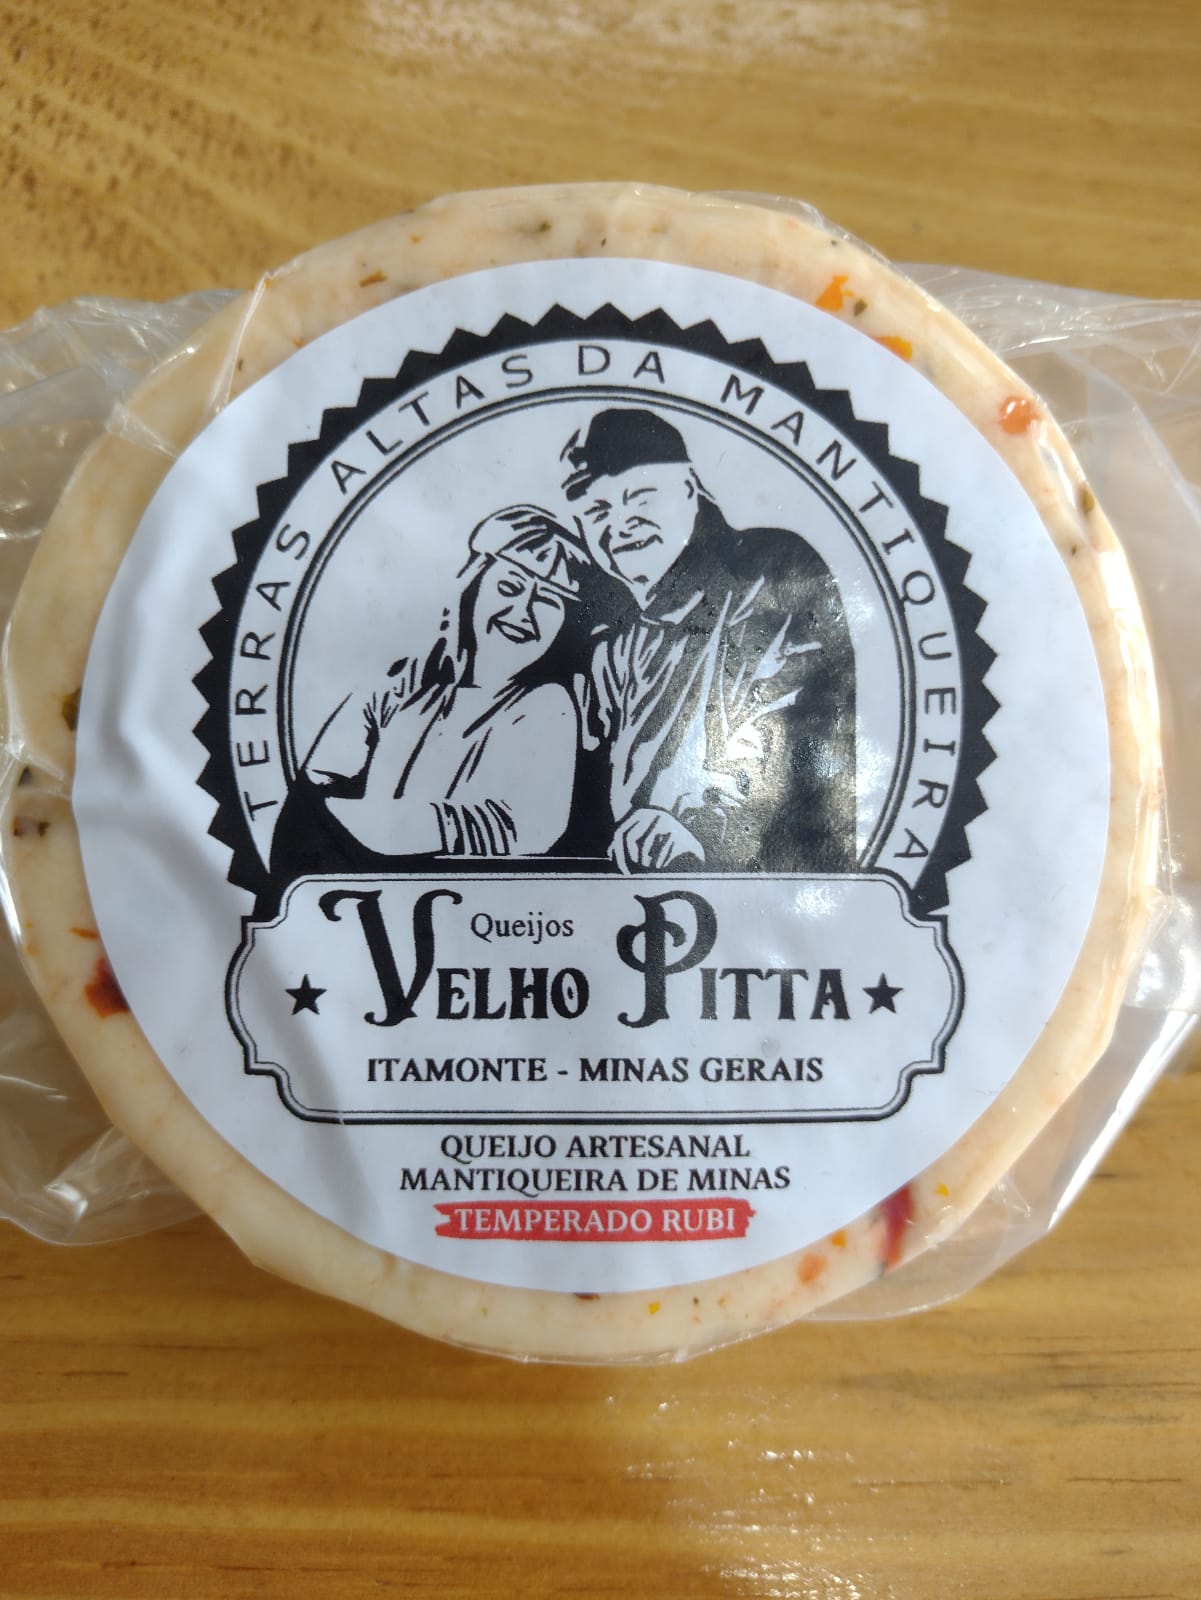 TERRAS ALTAS DA MANTIQUEIRA
Queijos
VELHO PITTA
ITAMONTE - MINAS GERAIS
QUEIJO ARTESANAL
MANTIQUEIRA DE MINAS
TEMPERADO RUBI